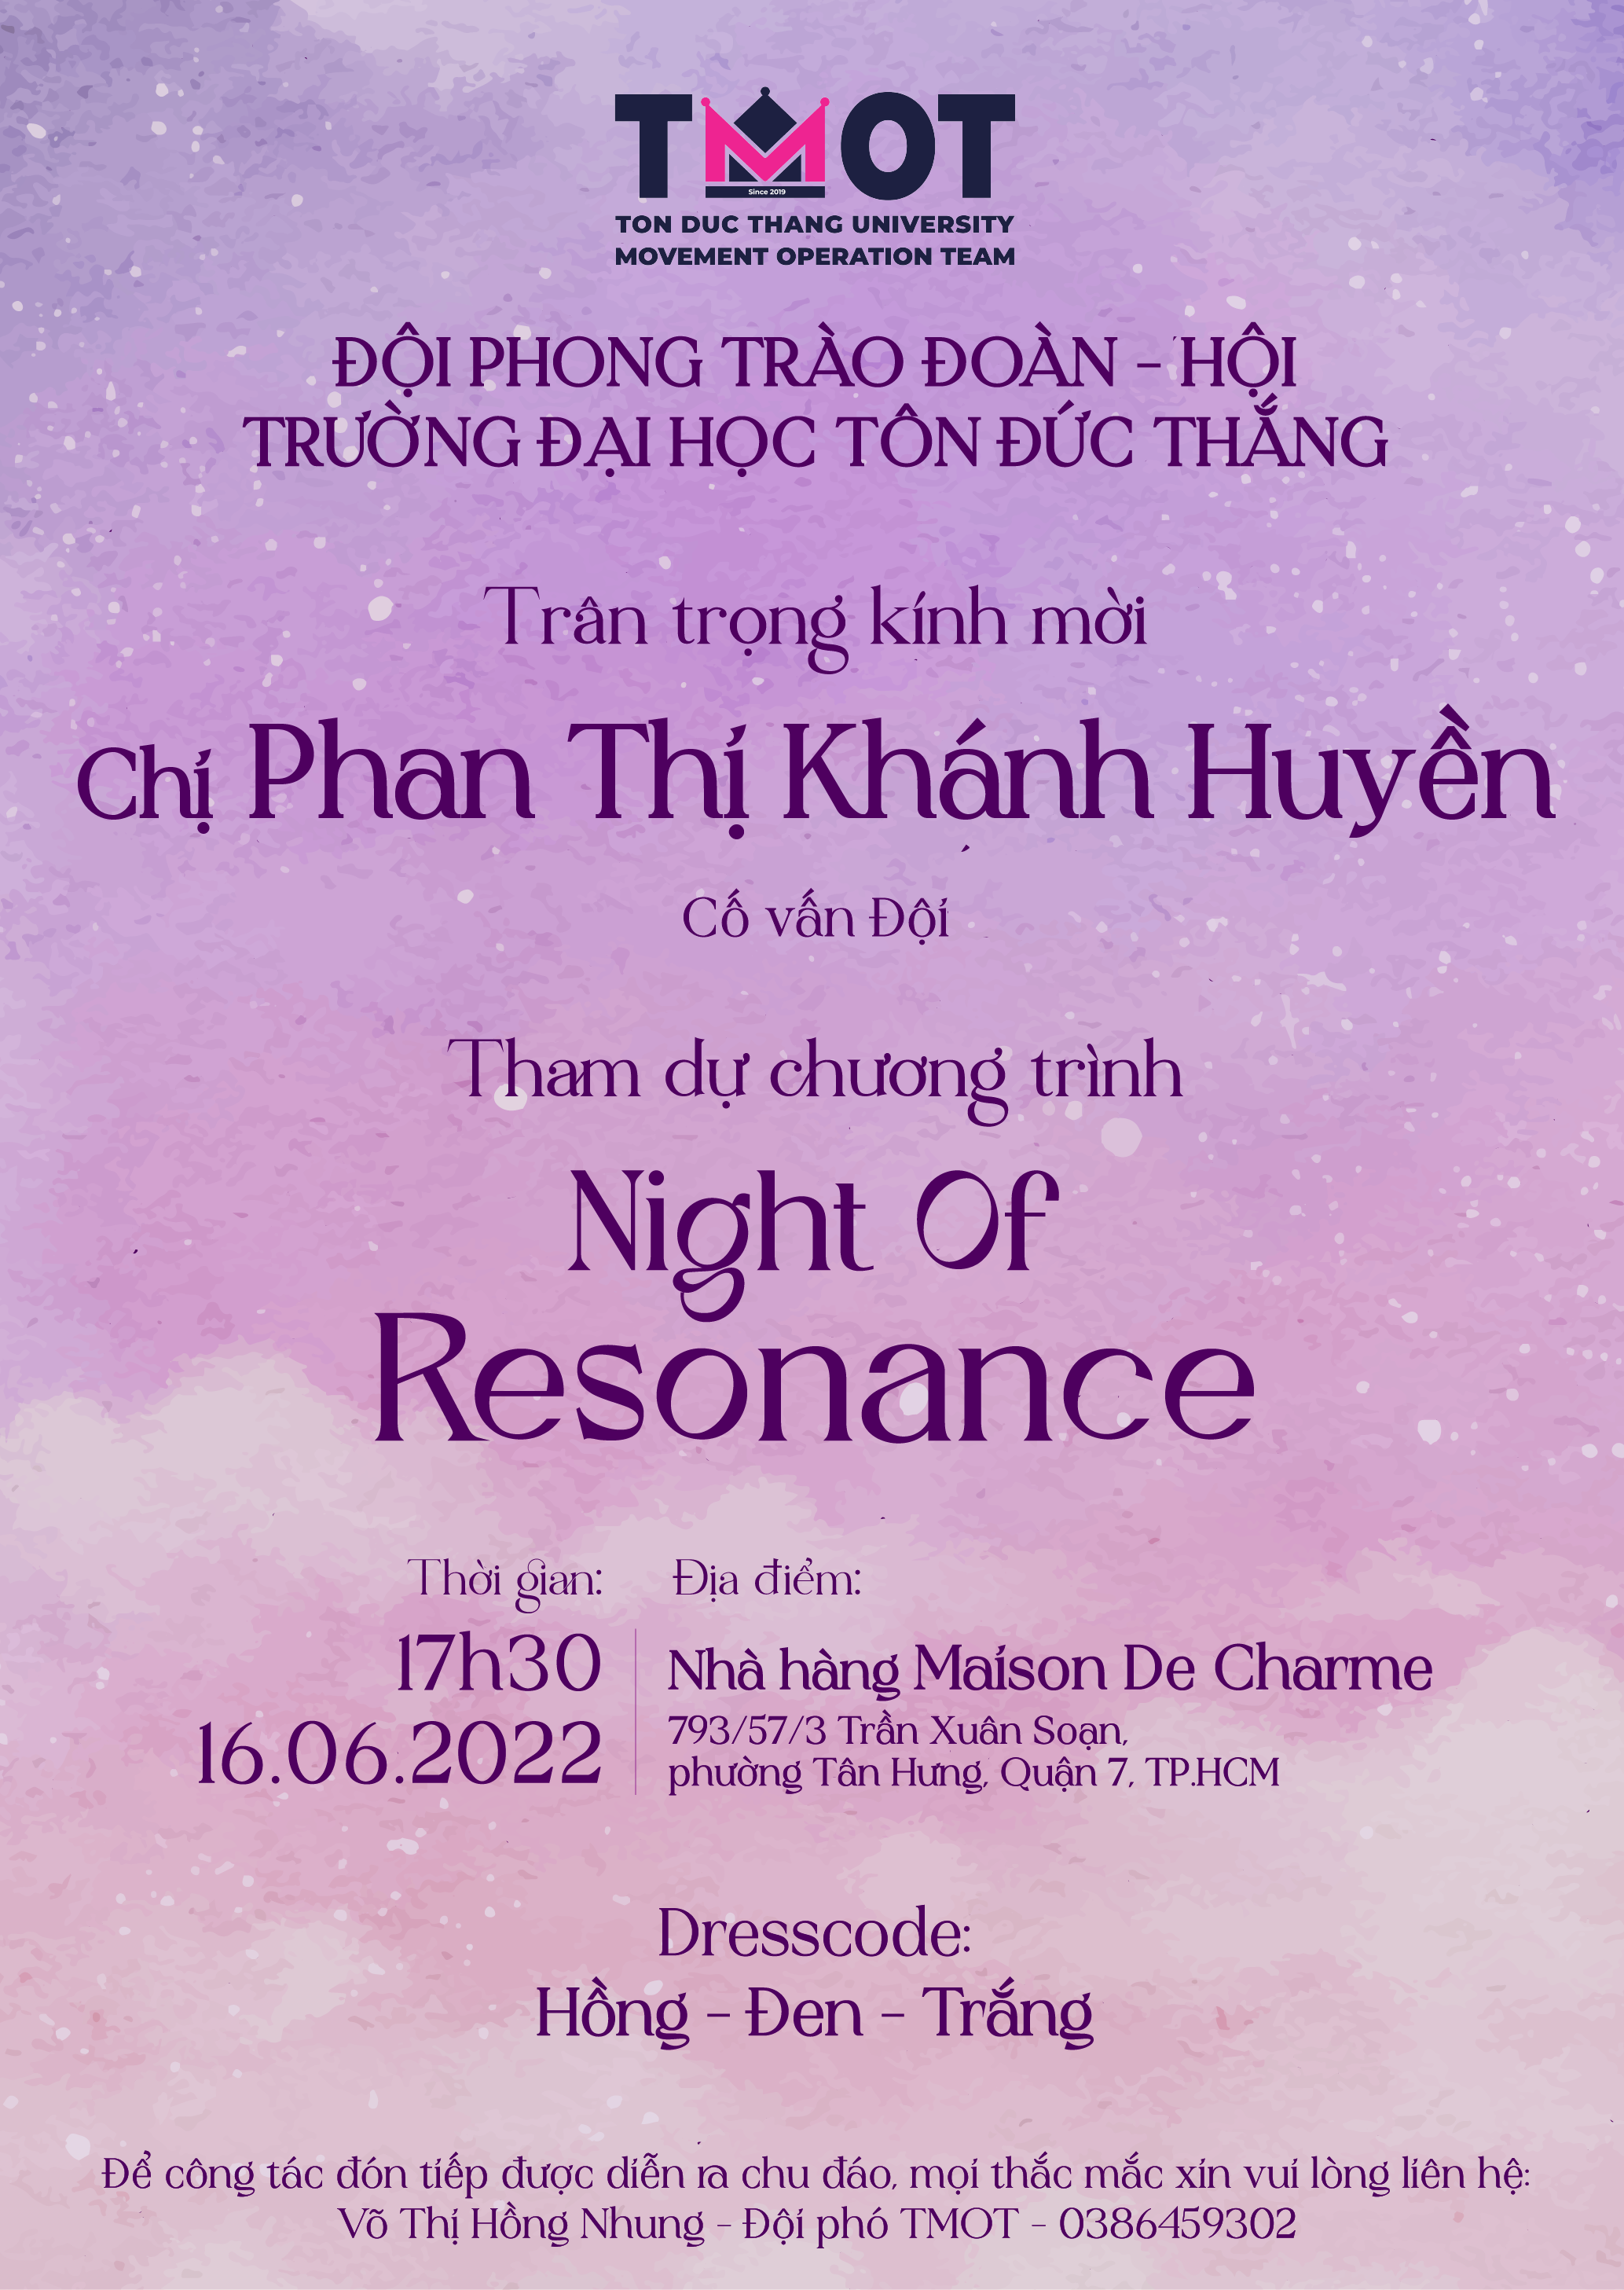 TMOT
Since 2019
TON DUC THANG UNIVERSITY
MOVEMENT OPERATION TEAM
ĐỘI PHONG TRÀO ĐOÀN - HỘI
TRƯỜNG ĐẠI HỌC TÔN ĐỨC THẮNG
Trân trọng kính mời
Chị Phan Thị Khánh Huyền
Cố vấn Đội
Tham dự chương trình
Night Of
Resonance
Thời gian:
17h30
16.06.2022
Địa điểm:
Nhà hàng Maison De Charme
793/57/3 Trần Xuân Soạn,
phường Tân Hưng, Quận 7, TP.HCM
Dresscode:
Hồng - Đen - Trắng
Để công tác đón tiếp được diễn ra chu đáo, mọi thắc mắc xin vui lòng liên hệ:
Võ Thị Hồng Nhung - Đội phó TMOT - 0386459302